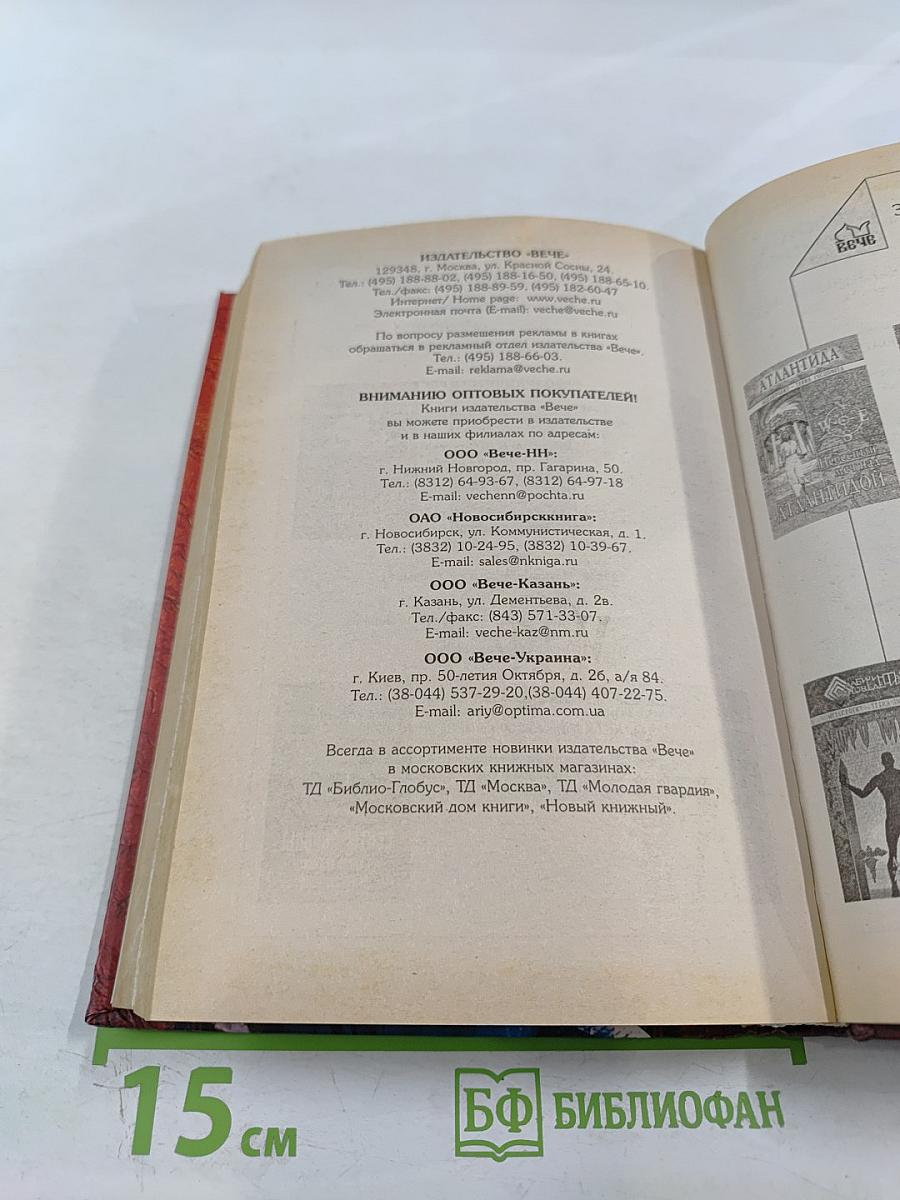 ИЗДАТЕЛЬСТВО «ВЕЧЕ»
129348, г. Москва, ул. Красной Сосны, 24.
Тел.: (495) 188-88-02, (495) 188-16-50, (495) 188-65-10.
Тел./факс: (495) 188-89-59, (495) 182-60-47
Интернет/ Home page: www.veche.ru
Электронная почта (E-mail): veche@veche.ru
По вопросу размещения рекламы в книгах
обращаться в рекламный отдел издательства «Вече».
Тел.: (495) 188-66-03.
E-mail: reklama@veche.ru
ВНИМАНИЮ ОПТОВЫХ ПОКУПАТЕЛЕЙ!
Книги издательства «Вече»
вы можете приобрести в издательстве
и в наших филиалах по адресам:
ООО «Вече-НН»:
г. Нижний Новгород, пр. Гагарина, 50.
Тел.: (8312) 64-93-67, (8312) 64-97-18
E-mail: vechenn@pochta.ru
ОАО «Новосибирсккнига»:
г. Новосибирск, ул. Коммунистическая, д. 1.
Тел.: (3832) 10-24-95, (3832) 10-39-67.
E-mail: sales@nkniga.ru
ООО «Вече-Казань»:
г. Казань, ул. Дементьева, д. 2в.
Тел./факс: (843) 571-33-07.
E-mail: veche-kaz@nm.ru
ООО «Вече-Украина»:
г. Киев, пр. 50-летия Октября, д. 26, а/я 84.
Тел.: (38-044) 537-29-20,(38-044) 407-22-75.
E-mail: ariy@optima.com.ua
Всегда в ассортименте новинки издательства «Вече»
в московских книжных магазинах:
ТД «Библио-Глобус», ТД «Москва», ТД «Молодая гвардия»,
«Московский дом книги», «Новый книжный».
ВЕЧЕ
АТЛАНТИДА
АТЛАНТИДОЙ
15 см
БФ БИБЛИОФАН